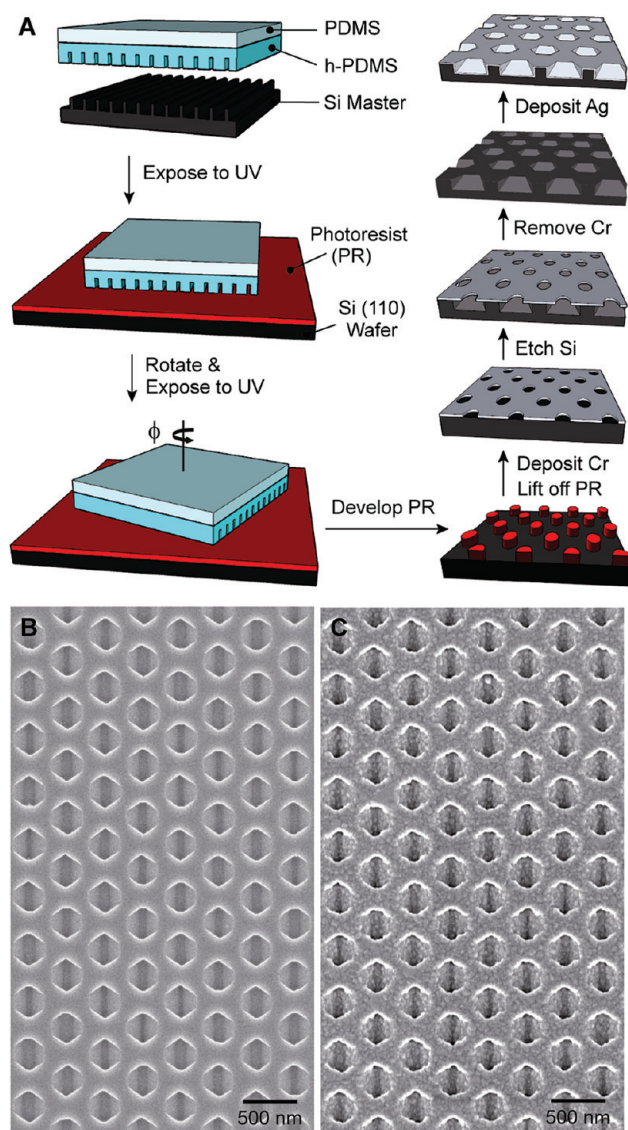 A
PDMS
h-PDMS
Si Master
Expose to UV
Photoresist
(PR)
Si (110)
Wafer
Rotate &
Expose to UV
ϕ
Develop PR
Deposit Ag
Remove Cr
Etch Si
Deposit Cr
Lift off PR
B
500 nm
C
500 nm